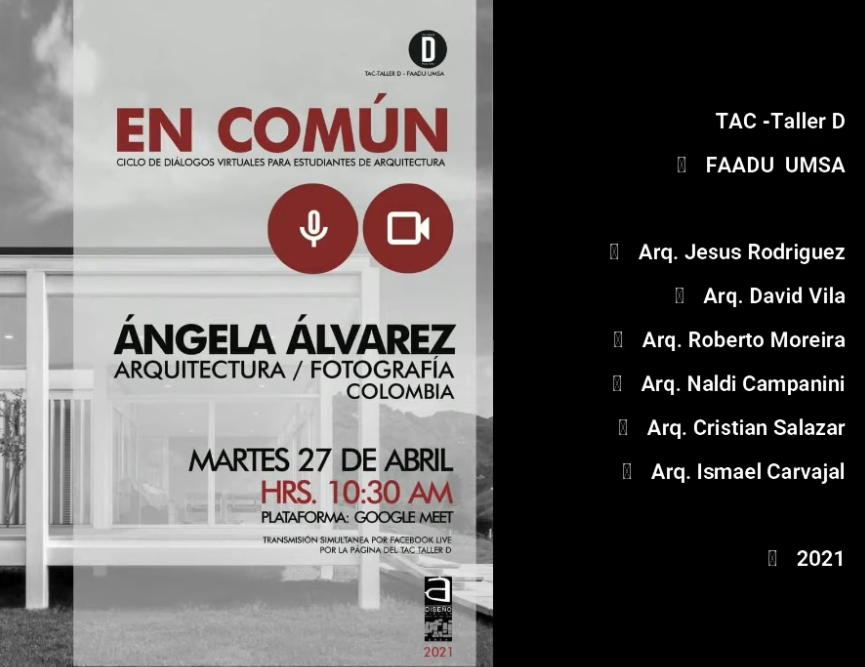 D
TAC-TALLER D - FAADU UMSA
EN COMÚN
CICLO DE DIÁLOGOS VIRTUALES PARA ESTUDIANTES DE ARQUITECTURA
ÁNGELA ÁLVAREZ
ARQUITECTURA / FOTOGRAFÍA
COLOMBIA
MARTES 27 DE ABRIL
HRS. 10:30 AM
PLATAFORMA: GOOGLE MEET
TRANSMISIÓN SIMULTANEA POR FACEBOOK LIVE
POR LA PÁGINA DEL TAC TALLER D
a
DISEÑO
2021
TAC -Taller D
FAADU UMSA
Arq. Jesus Rodriguez
Arq. David Vila
Arq. Roberto Moreira
Arq. Naldi Campanini
Arq. Cristian Salazar
Arq. Ismael Carvajal
2021